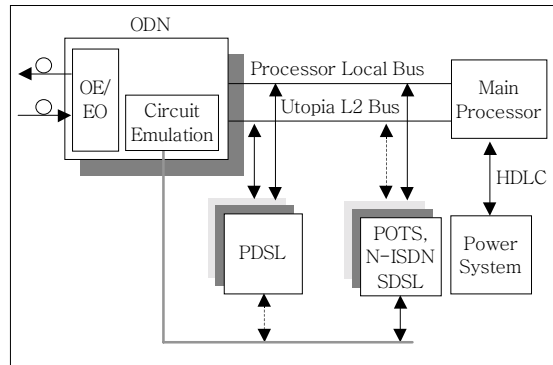 ODN
OE/
EO
Circuit
Emulation
Processor Local Bus
Utopia L2 Bus
Main
Processor
HDLC
PDSL
POTS,
N-ISDN
SDSL
Power
System